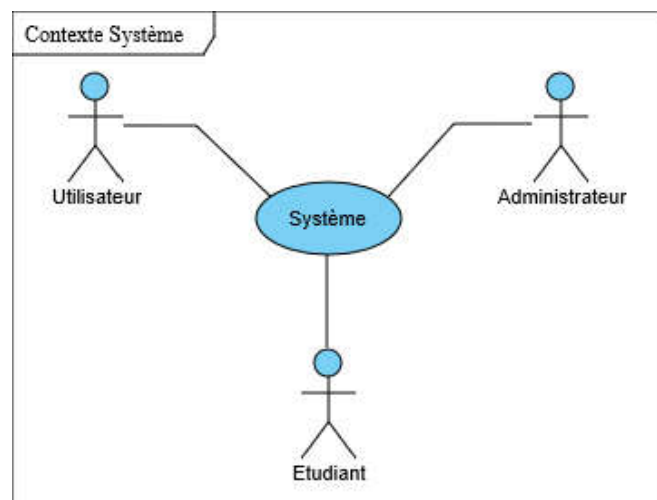 Contexte Système
Utilisateur
Administrateur
Système
Etudiant